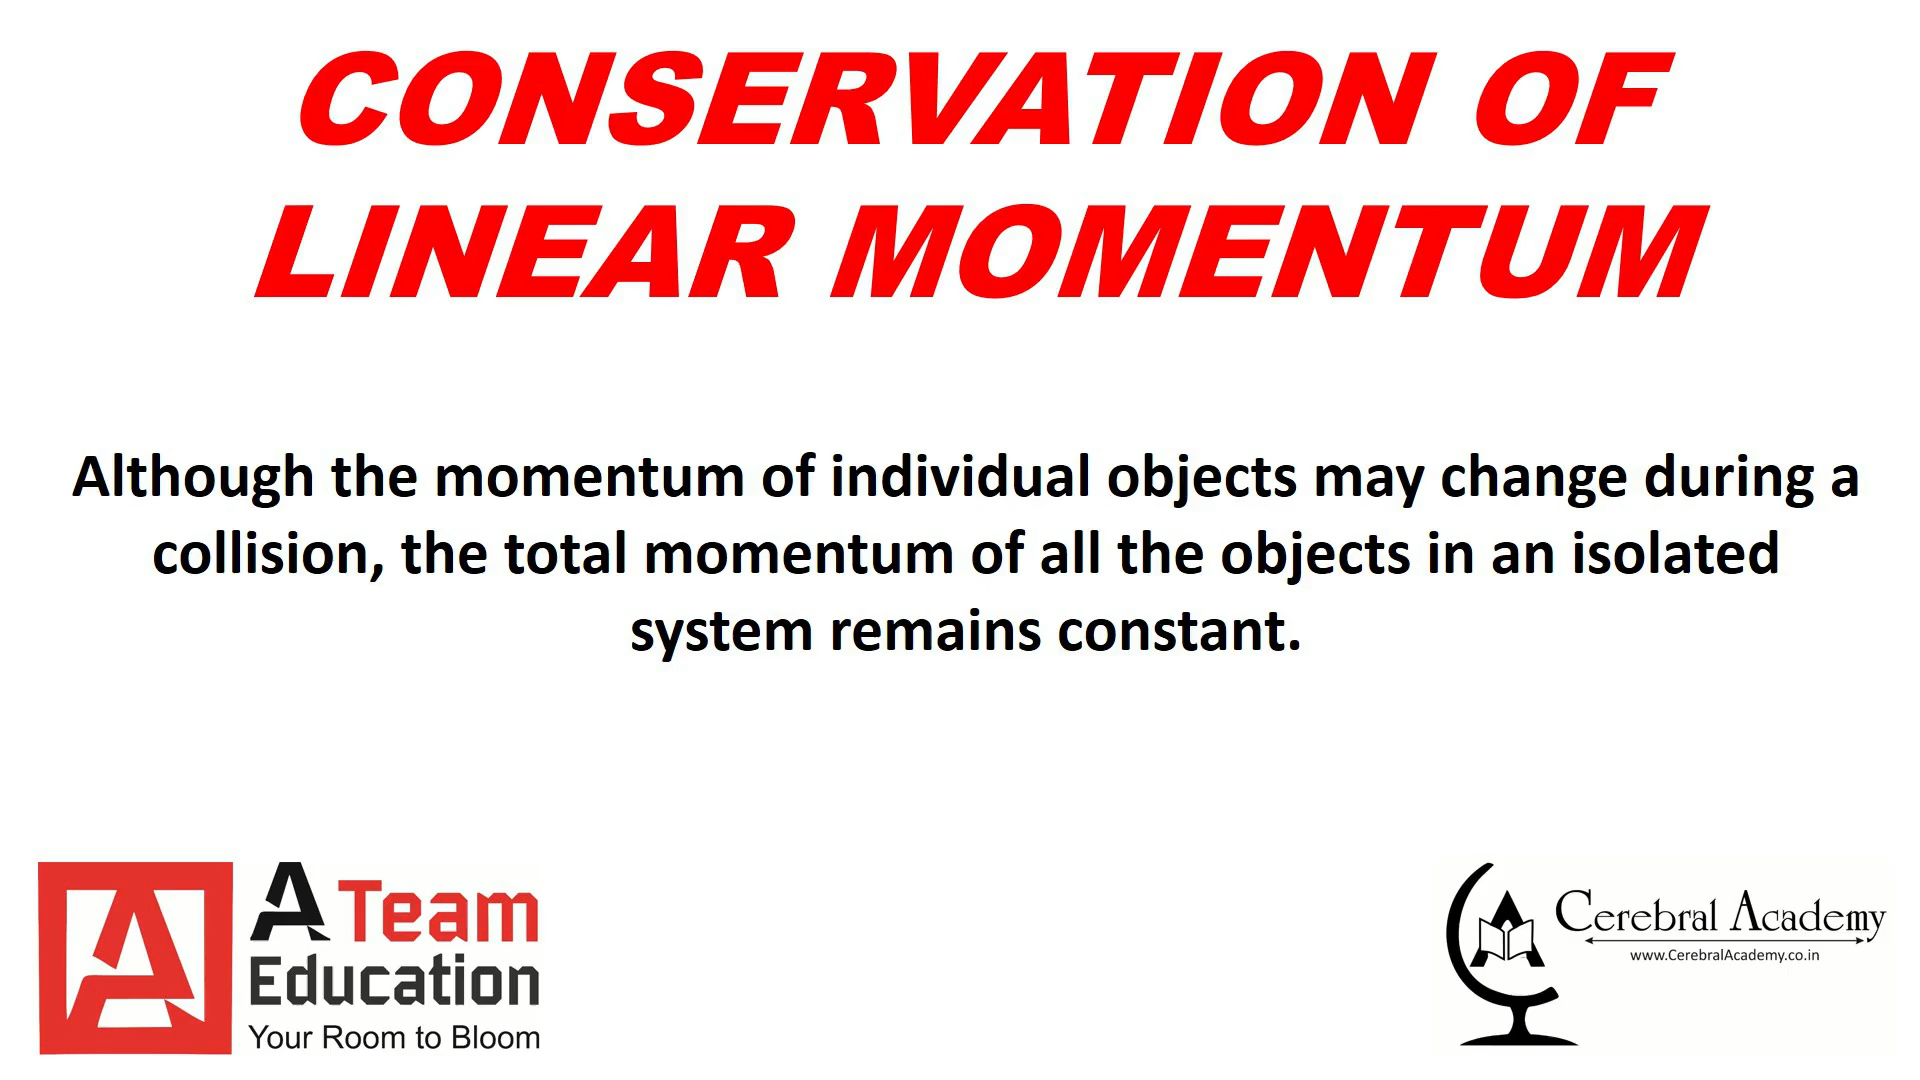 CONSERVATION OF
LINEAR MOMENTUM
Although the momentum of individual objects may change during a
collision, the total momentum of all the objects in an isolated
system remains constant.
A Team
Education
Your Room to Bloom
Cerebral Academy
www.CerebralAcademy.co.in